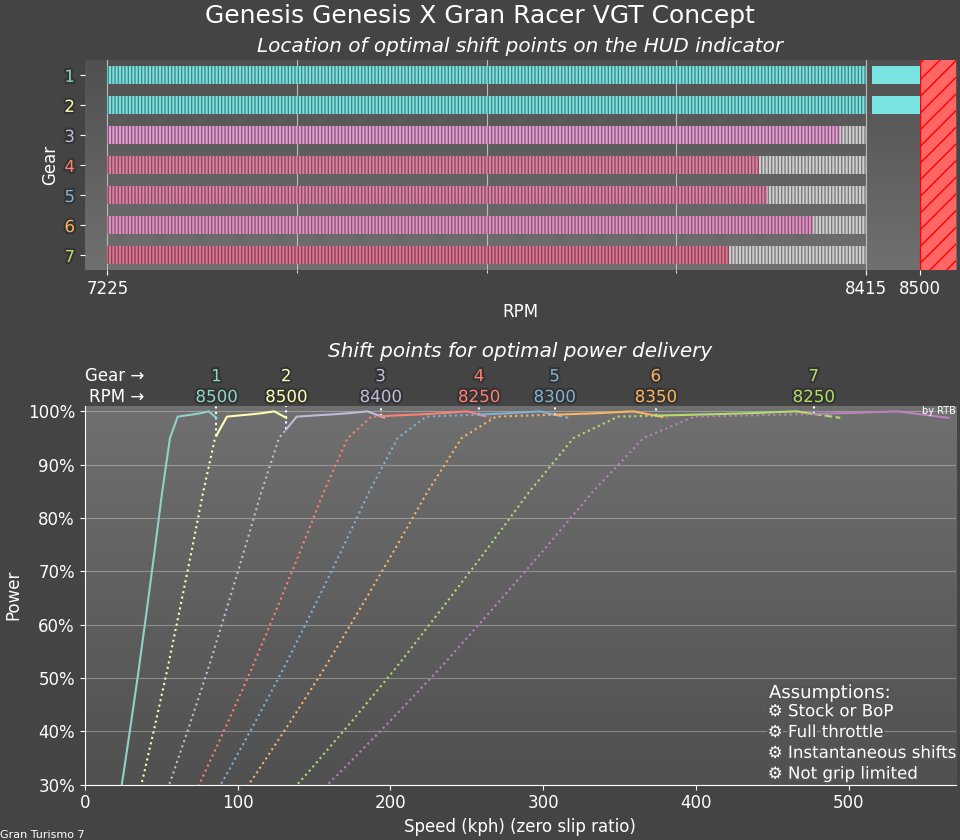 Genesis Genesis X Gran Racer VGT Concept
Location of optimal shift points on the HUD indicator
Gear
1
2
3
4
5
6
7
7225 8415 8500
RPM
Shift points for optimal power delivery
Gear → 1 2 3 4 5 6 7
RPM → 8500 8500 8400 8250 8300 8350 8250
by RTB
Power
100%
90%
80%
70%
60%
50%
40%
30%
Assumptions:
⚙ Stock or BoP
⚙ Full throttle
⚙ Instantaneous shifts
⚙ Not grip limited
0 100 200 300 400 500
Speed (kph) (zero slip ratio)
Gran Turismo 7